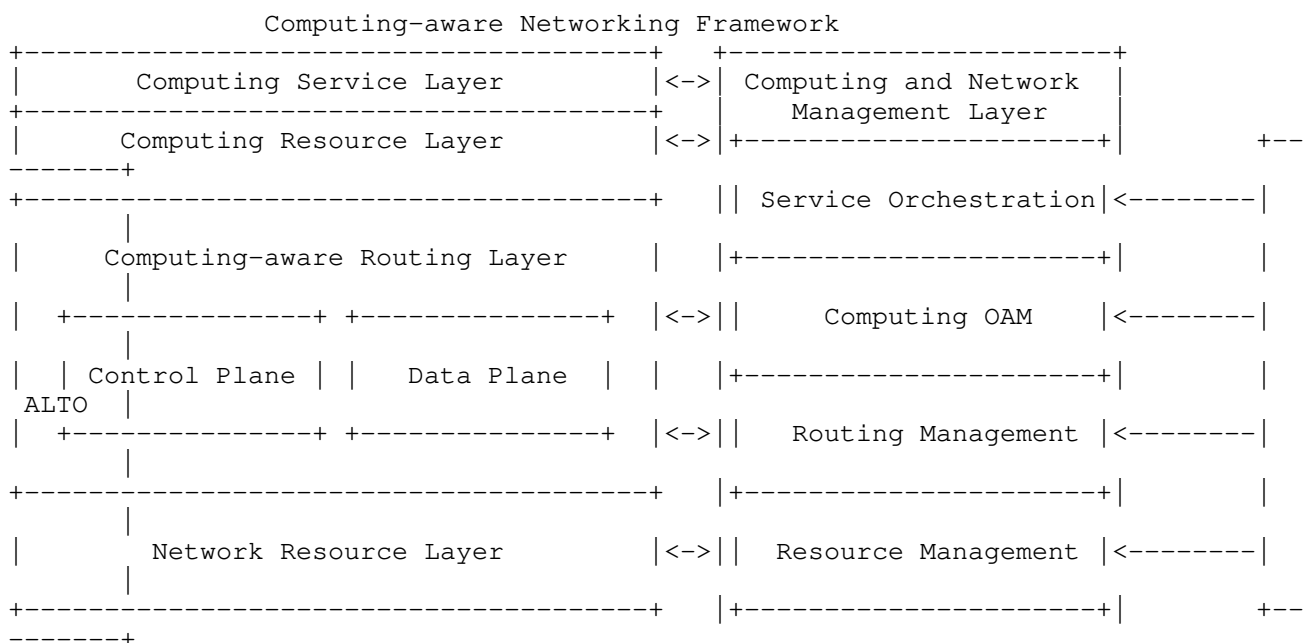 Computing-aware Networking Framework
+---------------------------------------+   +------------------------+
|       Computing Service Layer         |<->| Computing and Network  |
+---------------------------------------+   |    Management Layer    |
|      Computing Resource Layer         |<->|+----------------------+|        +--
-------+
+---------------------------------------+   || Service Orchestration|<--------|
       |
|     Computing-aware Routing Layer     |   |+----------------------+|        |
       |
|  +---------------+ +---------------+  |<->||     Computing OAM    |<--------|
       |
|  | Control Plane | |   Data Plane  |  |   |+----------------------+|        |
 ALTO  |
|  +---------------+ +---------------+  |<->||   Routing Management |<--------|
       |
+---------------------------------------+   |+----------------------+|        |
       |
|        Network Resource Layer         |<->||  Resource Management |<--------|
       |
+---------------------------------------+   |+----------------------+|        +--
-------+